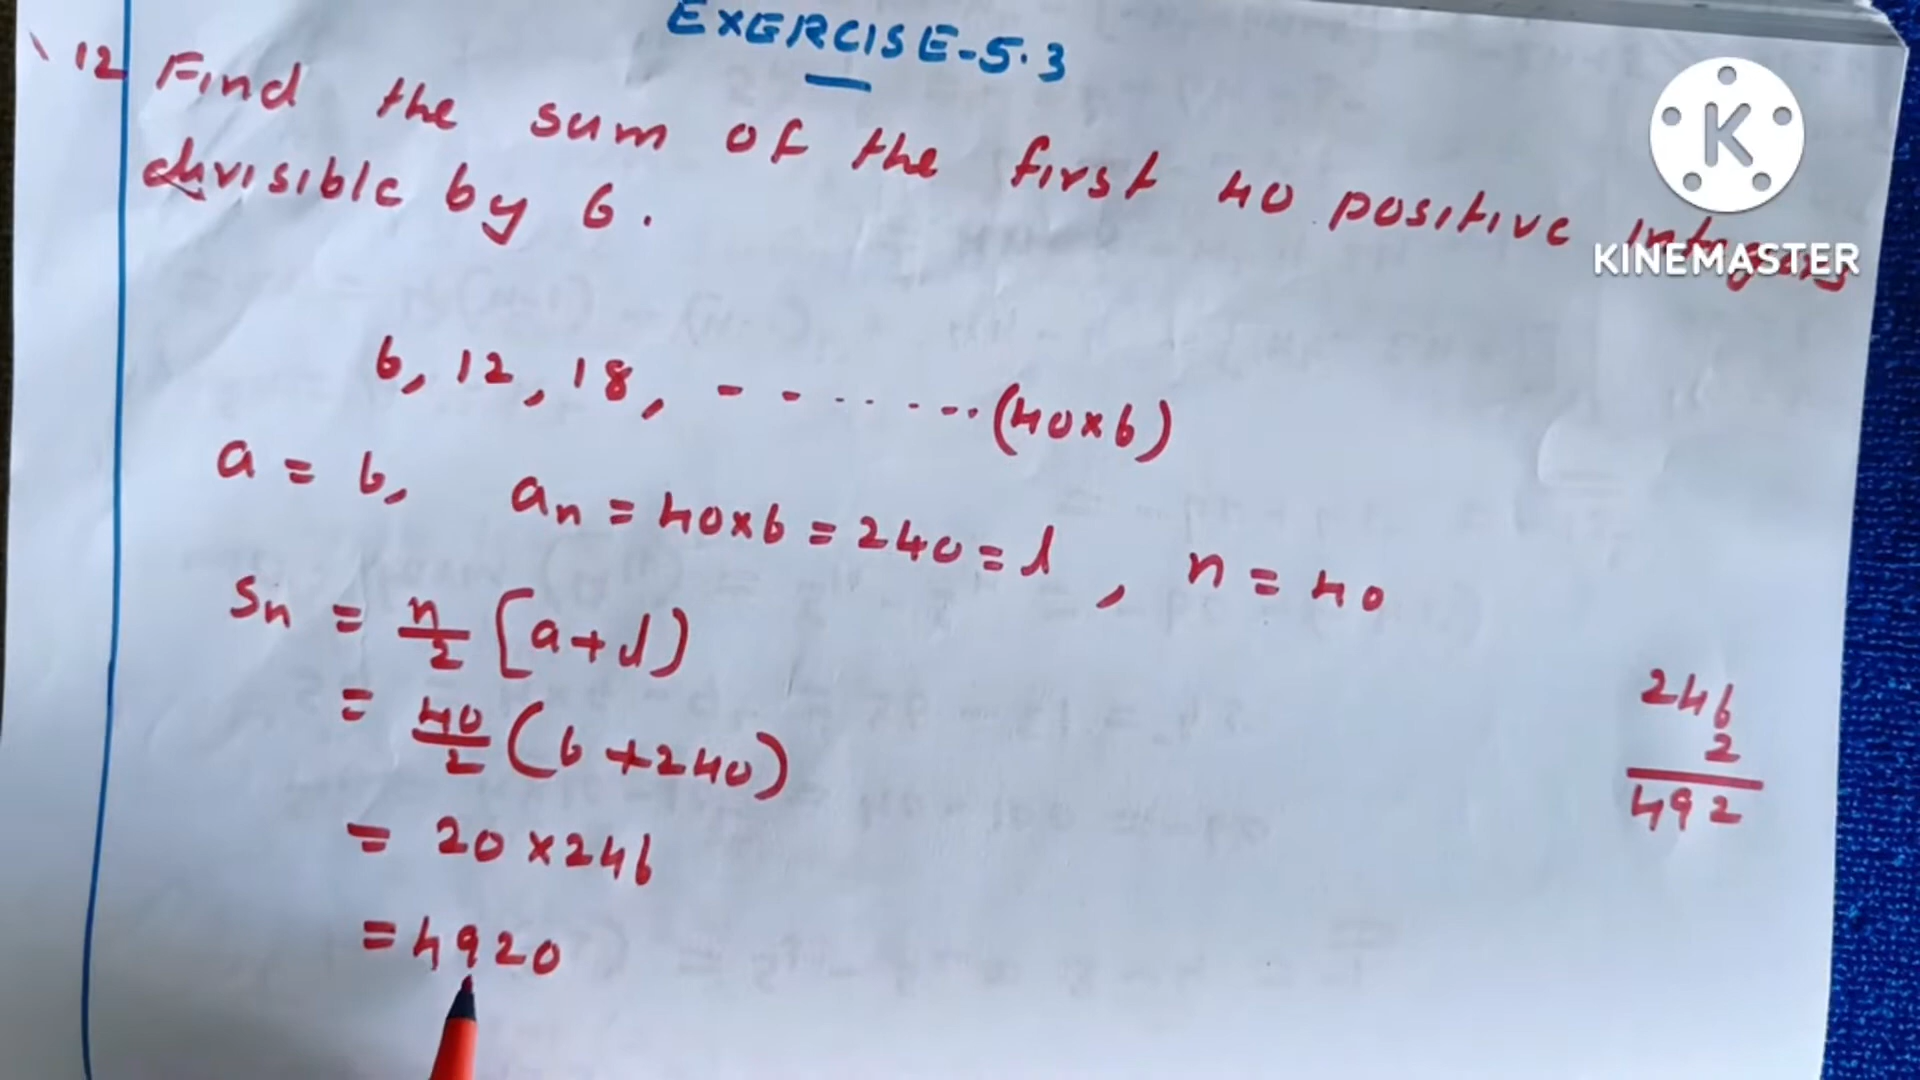 EXERCISE-5.3
12 Find the sum of the first 40 positive integers
divisible by 6.
6, 12, 18, - - ........ (40×6)
a = 6, an = 40×6 = 240 = l, n = 40
Sn = n/2 [a+l)
= 40/2 (6+240)
= 20×246
= 4920
246
2
492
K
KINEMASTER